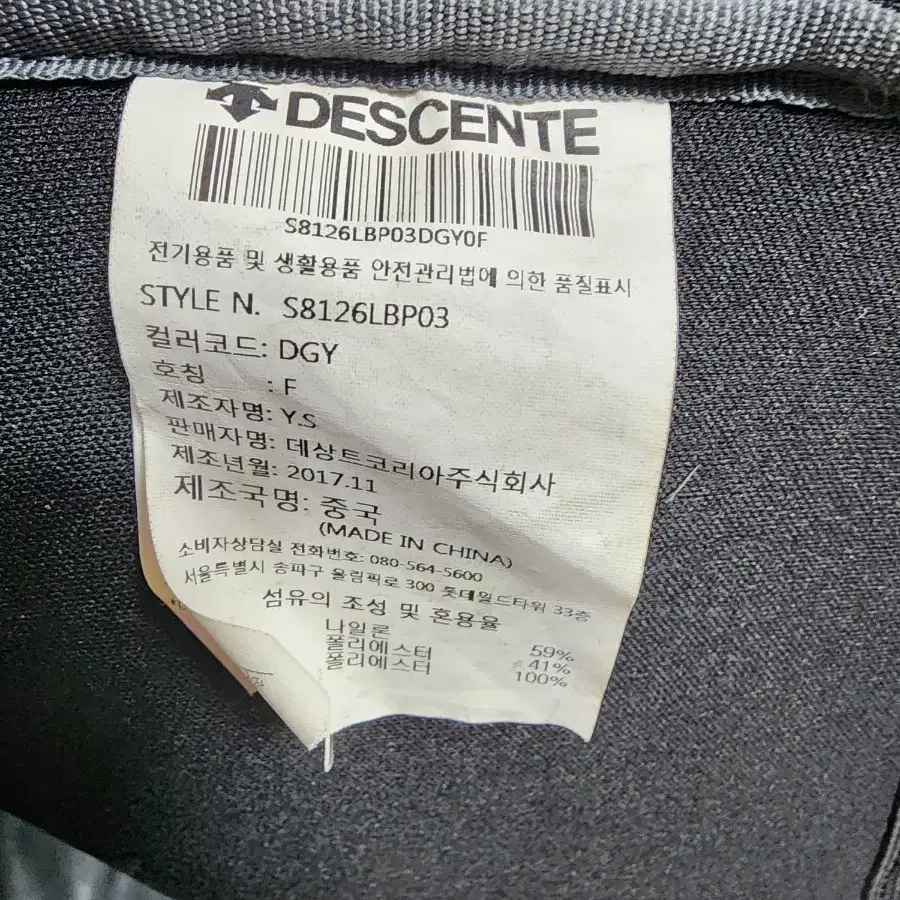 DESCENTE
S8126LBP03DGY0F
전기용품 및 생활용품 안전관리법에 의한 품질표시
STYLE N. S8126LBP03
컬러코드: DGY
호칭 : F
제조자명: Y.S
판매자명: 데상트코리아주식회사
제조년월: 2017.11
제조국명: 중국
(MADE IN CHINA)
소비자상담실 전화번호: 080-564-5600
서울특별시 송파구 올림픽로 300 롯데월드타워 33층
섬유의 조성 및 혼용율
나일론 59%
폴리에스터 41%
폴리에스터 100%